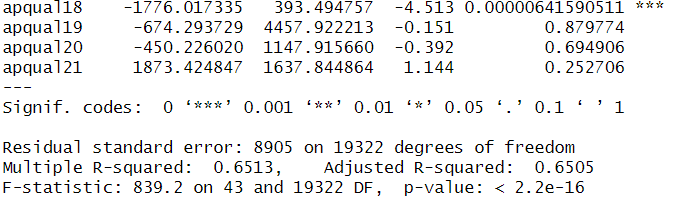 apqual18 -1776.017335 393.494757 -4.513 0.00000641590511 ***
apqual19 -674.293729 4457.922213 -0.151 0.879774
apqual20 -450.226020 1147.915660 -0.392 0.694906
apqual21 1873.424847 1637.844864 1.144 0.252706
---
Signif. codes: 0 ‘***’ 0.001 ‘**’ 0.01 ‘*’ 0.05 ‘.’ 0.1 ‘ ’ 1
Residual standard error: 8905 on 19322 degrees of freedom
Multiple R-squared: 0.6513, Adjusted R-squared: 0.6505
F-statistic: 839.2 on 43 and 19322 DF, p-value: < 2.2e-16